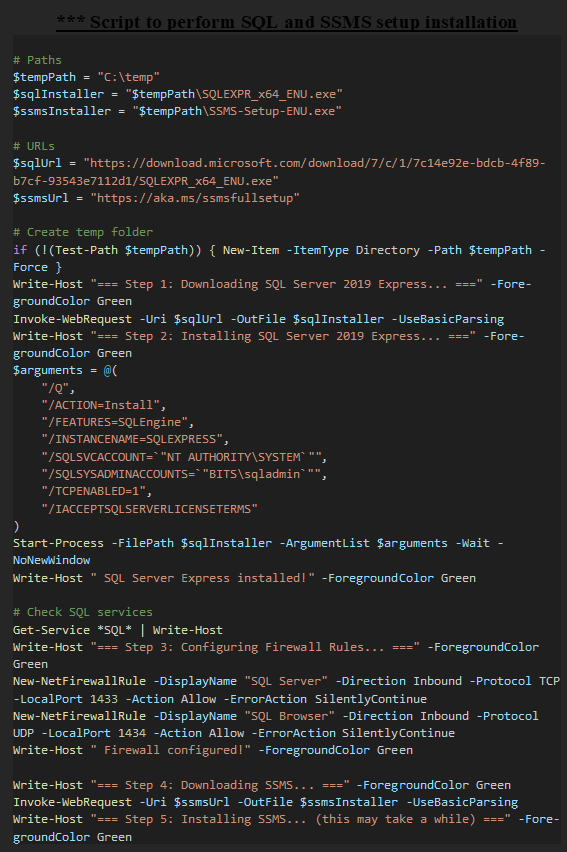 *** Script to perform SQL and SSMS setup installation
# Paths
$tempPath = "C:\temp"
$sqlInstaller = "$tempPath\SQLEXPR_x64_ENU.exe"
$ssmsInstaller = "$tempPath\SSMS-Setup-ENU.exe"
# URLs
$sqlUrl = "https://download.microsoft.com/download/7/c/1/7c14e92e-bdcb-4f89-
b7cf-93543e7112d1/SQLEXPR_x64_ENU.exe"
$ssmsUrl = "https://aka.ms/ssmsfullsetup"
# Create temp folder
if (!(Test-Path $tempPath)) { New-Item -ItemType Directory -Path $tempPath -
Force }
Write-Host "=== Step 1: Downloading SQL Server 2019 Express... ===" -Fore-
groundColor Green
Invoke-WebRequest -Uri $sqlUrl -OutFile $sqlInstaller -UseBasicParsing
Write-Host "=== Step 2: Installing SQL Server 2019 Express... ===" -Fore-
groundColor Green
$arguments = @(
    "/Q",
    "/ACTION=Install",
    "/FEATURES=SQLEngine",
    "/INSTANCENAME=SQLEXPRESS",
    "/SQLSVCACCOUNT=`"NT AUTHORITY\SYSTEM`"",
    "/SQLSYSADMINACCOUNTS=`"BITS\sqladmin`"",
    "/TCPENABLED=1",
    "/IACCEPTSQLSERVERLICENSETERMS"
)
Start-Process -FilePath $sqlInstaller -ArgumentList $arguments -Wait -
NoNewWindow
Write-Host " SQL Server Express installed!" -ForegroundColor Green
# Check SQL services
Get-Service *SQL* | Write-Host
Write-Host "=== Step 3: Configuring Firewall Rules... ===" -ForegroundColor
Green
New-NetFirewallRule -DisplayName "SQL Server" -Direction Inbound -Protocol TCP
-LocalPort 1433 -Action Allow -ErrorAction SilentlyContinue
New-NetFirewallRule -DisplayName "SQL Browser" -Direction Inbound -Protocol
UDP -LocalPort 1434 -Action Allow -ErrorAction SilentlyContinue
Write-Host " Firewall configured!" -ForegroundColor Green
Write-Host "=== Step 4: Downloading SSMS... ===" -ForegroundColor Green
Invoke-WebRequest -Uri $ssmsUrl -OutFile $ssmsInstaller -UseBasicParsing
Write-Host "=== Step 5: Installing SSMS... (this may take a while) ===" -Fore-
groundColor Green